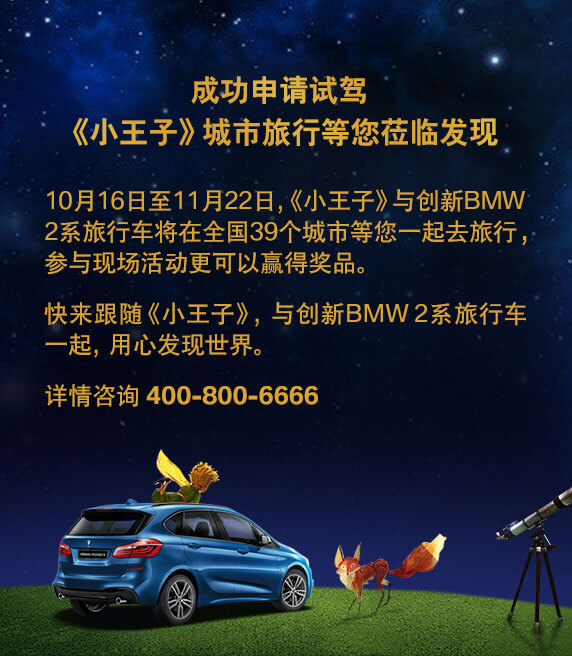 成功申请试驾
《小王子》城市旅行等您莅临发现
10月16日至11月22日，《小王子》与创新BMW
2系旅行车将在全国39个城市等您一起去旅行，
参与现场活动更可以赢得奖品。
快来跟随《小王子》，与创新BMW 2系旅行车
一起，用心发现世界。
详情咨询 400-800-6666